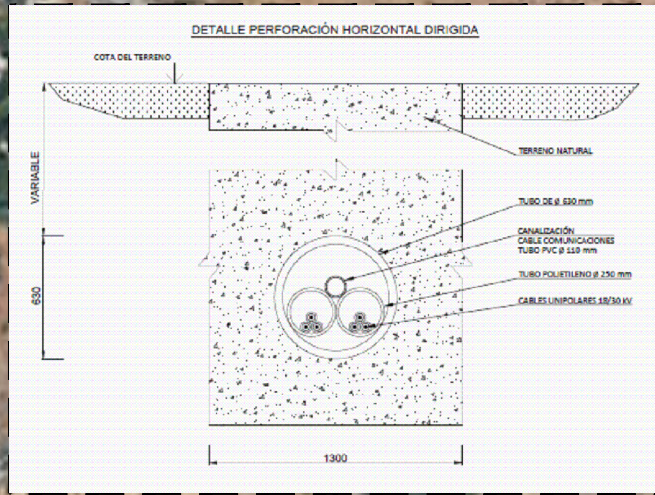 DETALLE PERFORACIÓN HORIZONTAL DIRIGIDA
COTA DEL TERRENO
VARIABLE
TERRENO NATURAL
TUBO DE Ø 630 mm
CANALIZACIÓN
CABLE COMUNICACIONES
TUBO PVC Ø 110 mm
TUBO POLIETILENO Ø 250 mm
CABLES UNIPOLARES 18/30 kV
630
1300